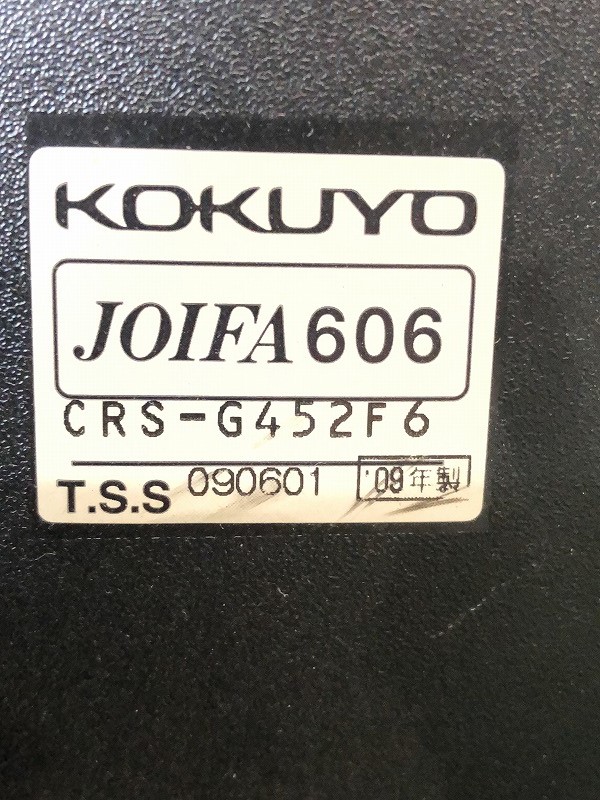 KOKUYO
JOIFA606
CRS-G452F6
T.S.S 090601 '09年製